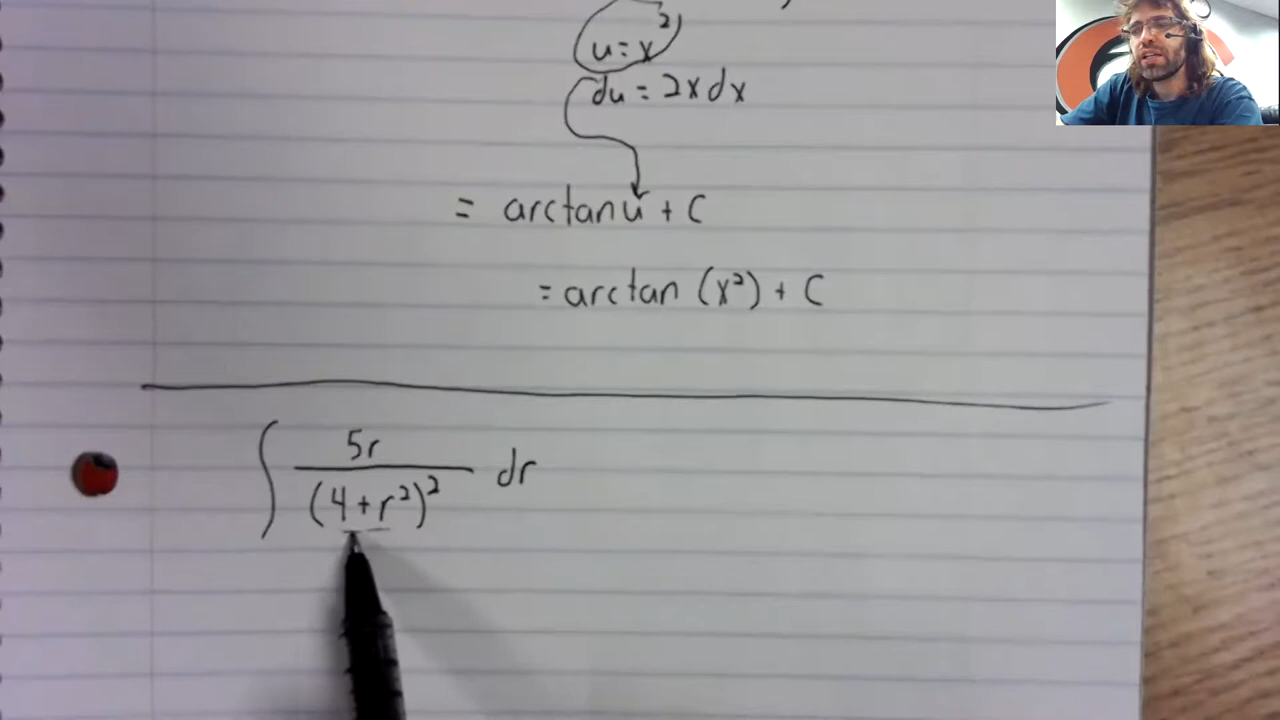 u = x²
du = 2x dx
= arctan u + C
= arctan (x²) + C
∫ 5r / (4 + r²)² dr